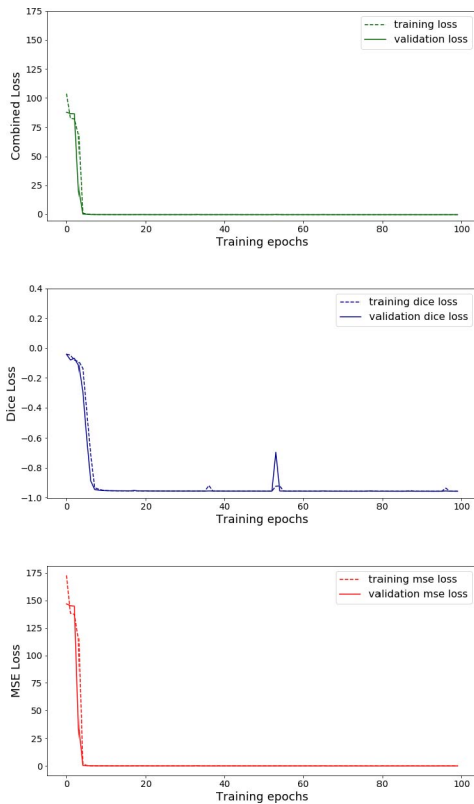 175
150
125
100
75
50
25
0
Combined Loss
training loss
validation loss
0 20 40 60 80 100
Training epochs
0.4
0.2
0.0
−0.2
−0.4
−0.6
−0.8
−1.0
Dice Loss
training dice loss
validation dice loss
0 20 40 60 80 100
Training epochs
175
150
125
100
75
50
25
0
MSE Loss
training mse loss
validation mse loss
0 20 40 60 80 100
Training epochs